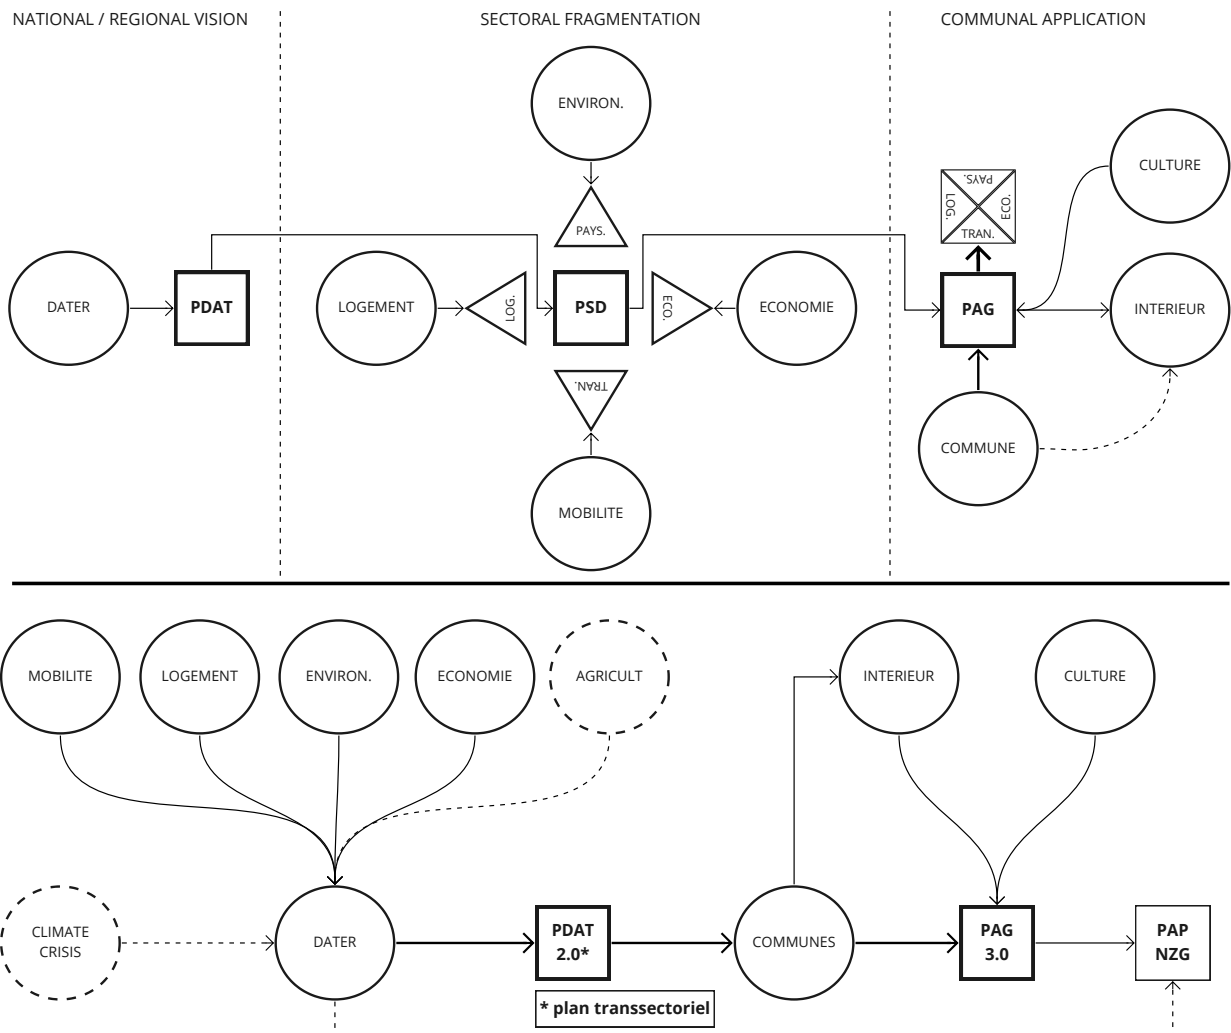 NATIONAL / REGIONAL VISION
SECTORAL FRAGMENTATION
COMMUNAL APPLICATION
ENVIRON.
CULTURE
PAYS.
LOG.
ECO.
TRAN.
PAYS.
DATER
PDAT
LOGEMENT
LOG.
PSD
ECO.
ECONOMIE
PAG
INTERIEUR
TRAN.
COMMUNE
MOBILITE
MOBILITE
LOGEMENT
ENVIRON.
ECONOMIE
AGRICULT
INTERIEUR
CULTURE
CLIMATE
CRISIS
DATER
PDAT
2.0*
COMMUNES
PAG
3.0
PAP
NZG
* plan transsectoriel